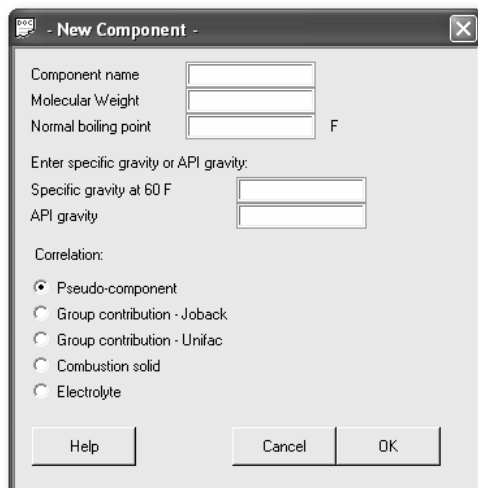 - New Component -
Component name
Molecular Weight
Normal boiling point F
Enter specific gravity or API gravity:
Specific gravity at 60 F
API gravity
Correlation:
Pseudo-component
Group contribution - Joback
Group contribution - Unifac
Combustion solid
Electrolyte
Help Cancel OK